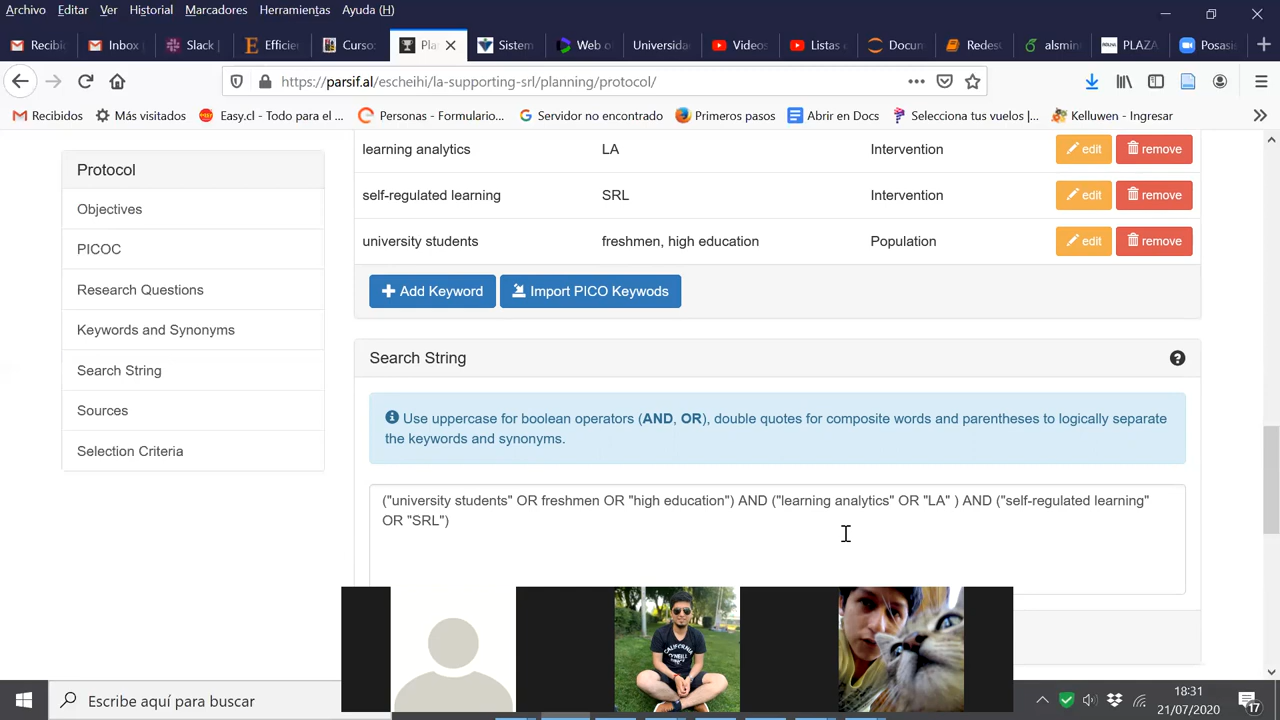 Archivo Editar Ver Historial Marcadores Herramientas Ayuda (H)
Recibi Inbox Slack Efficien Curso: Pla Sistem Web o Universida Videos Listas Docun RedesC alsmin PLAZA Posasis
https://parsif.al/escheihi/la-supporting-srl/planning/protocol/
Recibidos Más visitados Easy.cl - Todo para el t... Personas - Formulario... Servidor no encontrado Primeros pasos Abrir en Docs Selecciona tus vuelos |... Kelluwen - Ingresar
Protocol
Objectives
PICOC
Research Questions
Keywords and Synonyms
Search String
Sources
Selection Criteria
learning analytics LA Intervention edit remove
self-regulated learning SRL Intervention edit remove
university students freshmen, high education Population edit remove
Add Keyword Import PICO Keywods
Search String
Use uppercase for boolean operators (AND, OR), double quotes for composite words and parentheses to logically separate
the keywords and synonyms.
("university students" OR freshmen OR "high education") AND ("learning analytics" OR "LA" ) AND ("self-regulated learning"
OR "SRL")
CALIFORNIA
O'NEILL
Escribe aquí para buscar
18:31
21/07/2020
17